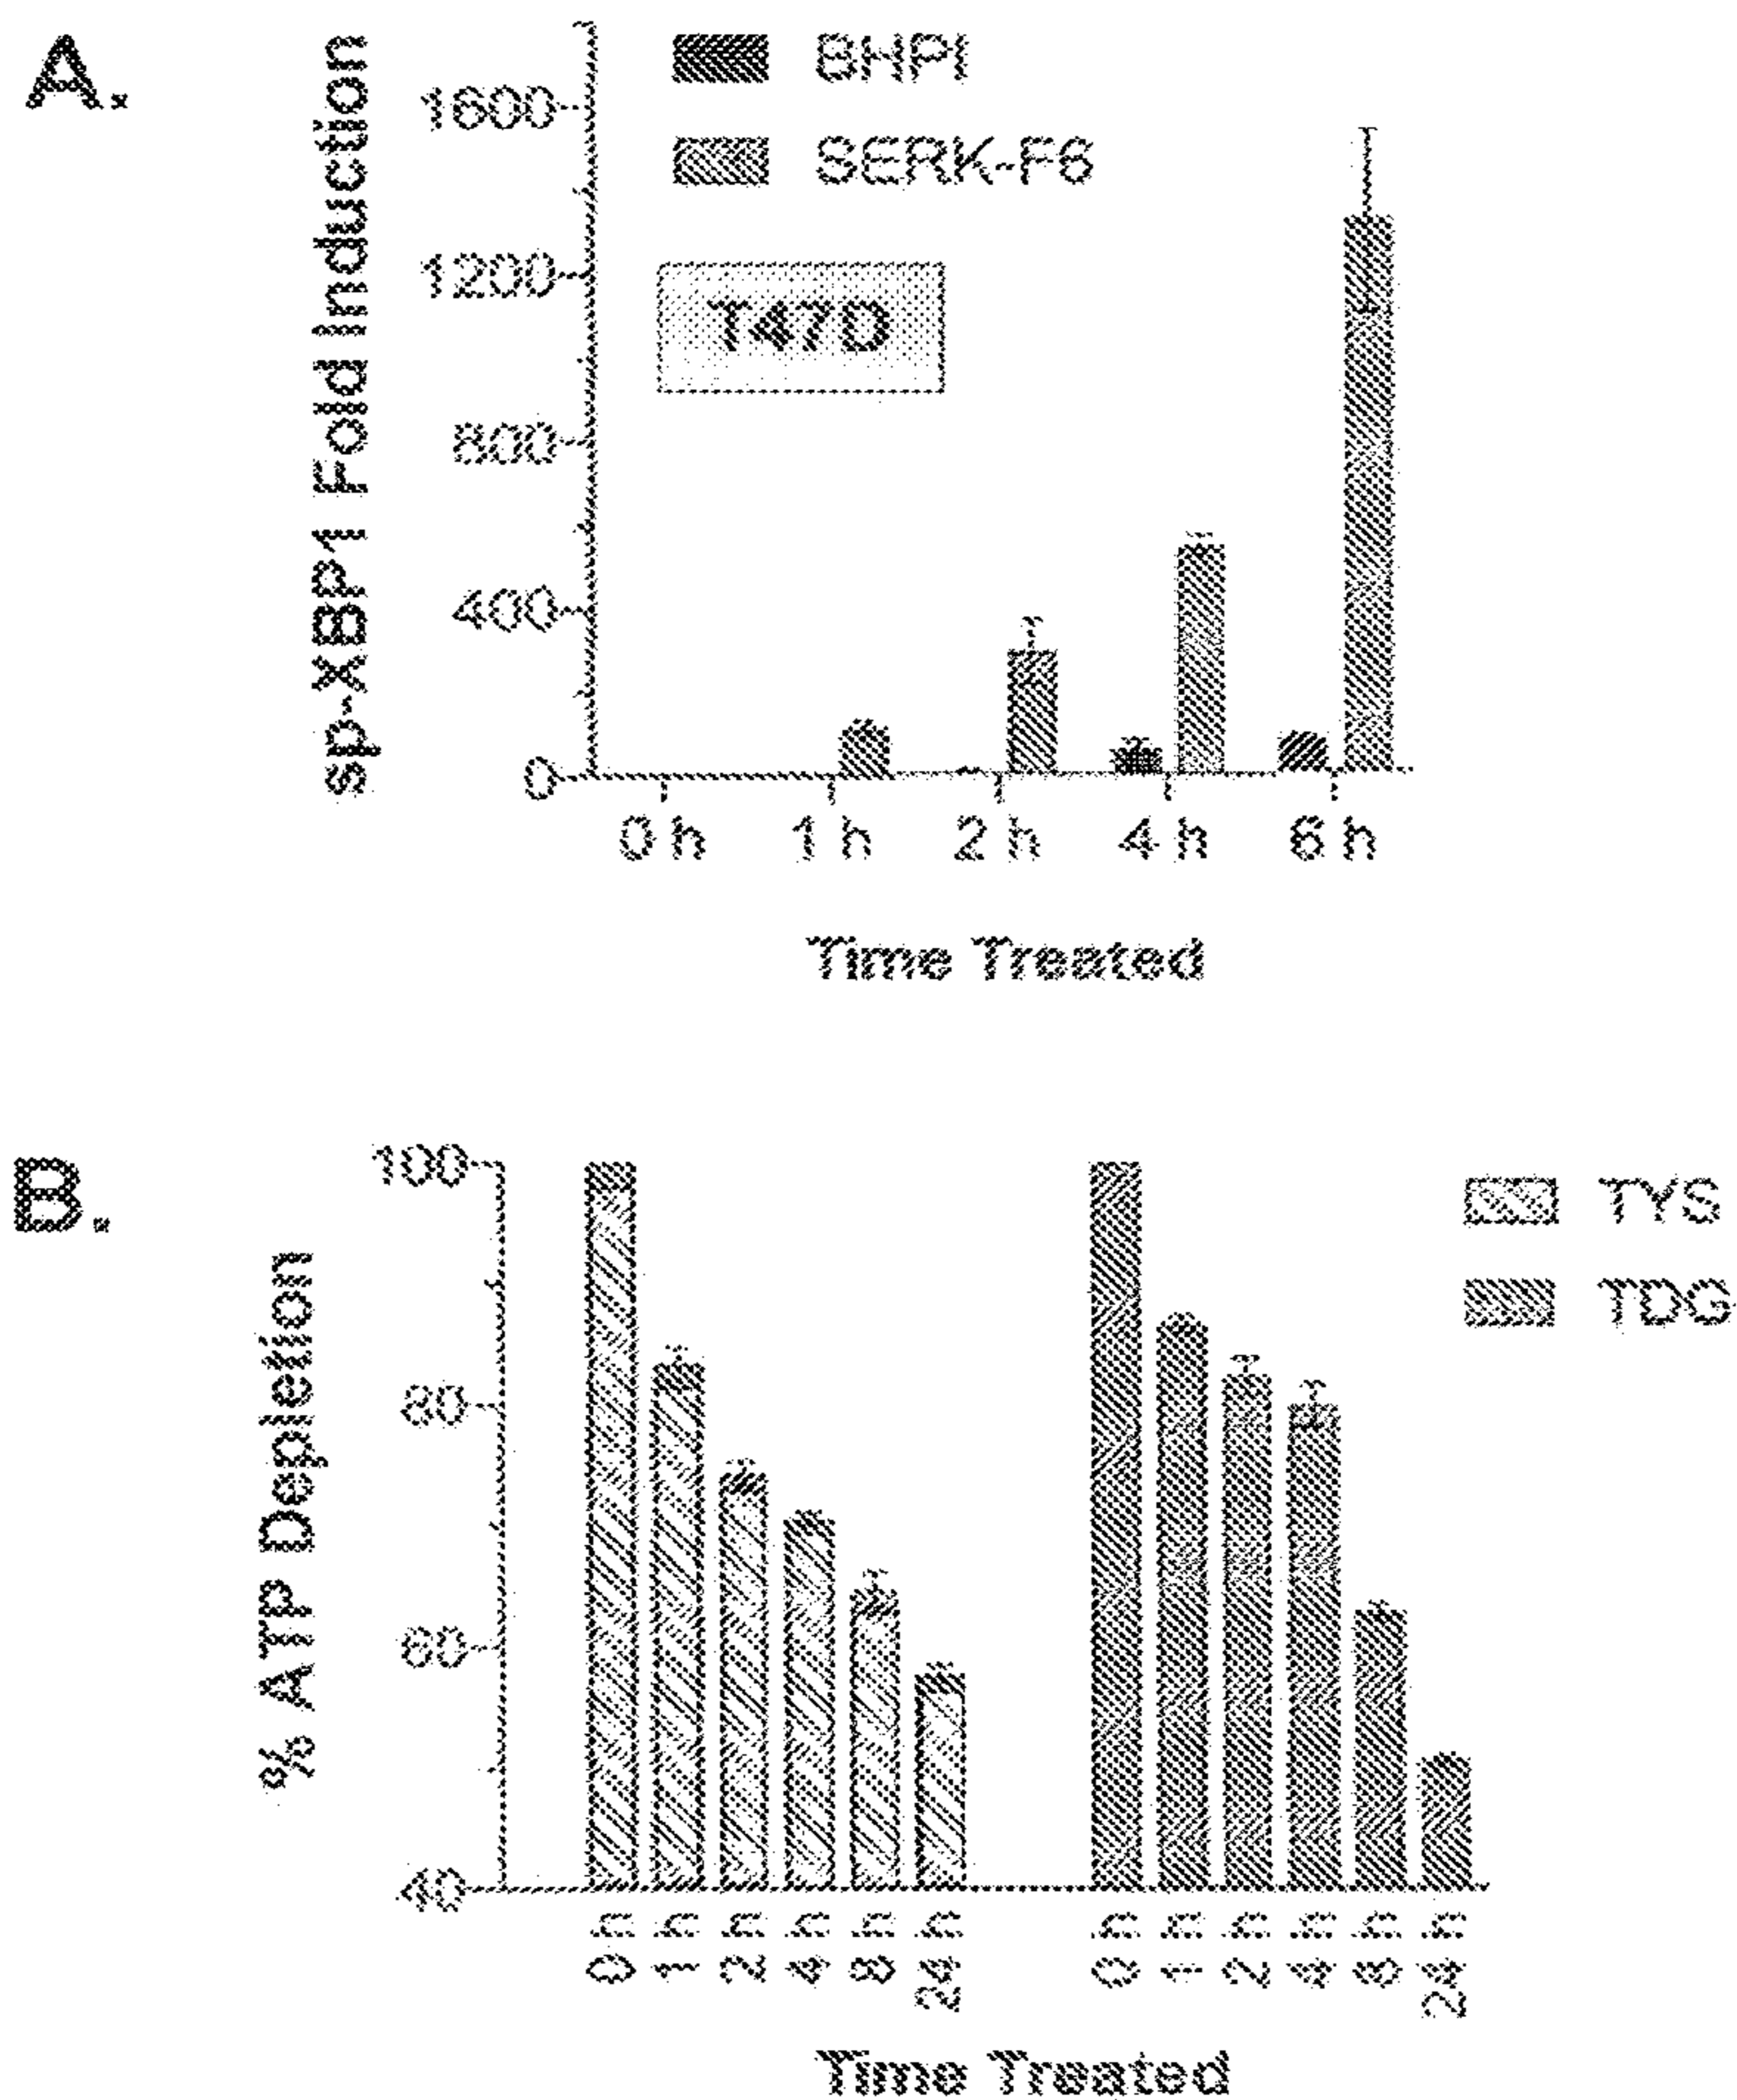 A.
sp-XBP1 Fold Induction
1600
1200
800
400
0
BHPI
SERK-F6
T47D
0 h
1 h
2 h
4 h
6 h
Time Treated
B.
% ATP Depletion
100
80
60
40
TYS
TDG
0 h
1 h
2 h
4 h
8 h
24 h
0 h
1 h
2 h
4 h
8 h
24 h
Time Treated